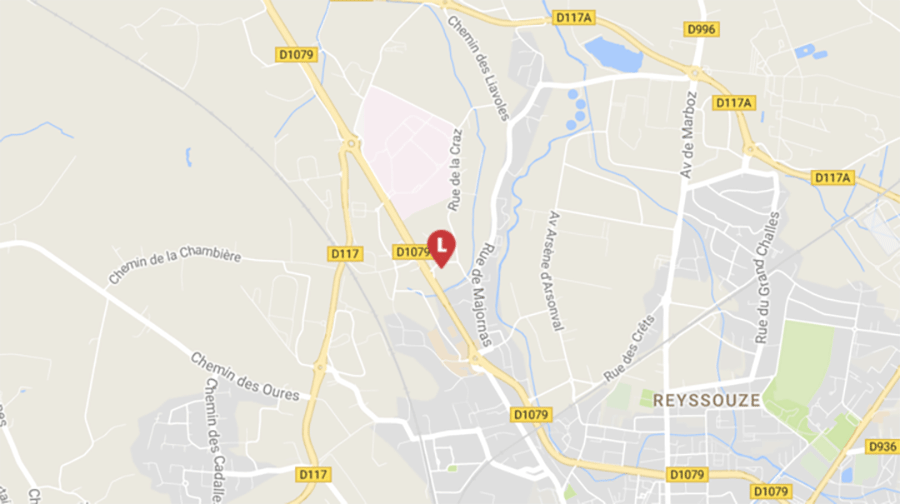 D117A
D996
Chemin des Liavoles
D1079
D117A
Av de Marboz
Rue de la Craz
D117A
Av Arsène d'Arsonval
Rue du Grand Challes
L
D1079
D117
Chemin de la Chambière
Rue de Majornas
Rue des Crêts
Chemin des Oures
Chemin des Cadalle
REYSSOUZE
D1079
D936
D117
D1079
D1079
Ch